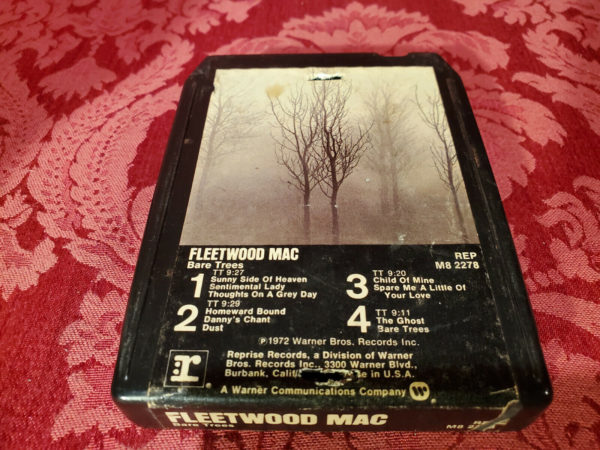 FLEETWOOD MAC
Bare Trees
REP
M8 2278
1 TT 9:27
Sunny Side Of Heaven
Sentimental Lady
Thoughts On A Grey Day
2 TT 9:29
Homeward Bound
Danny's Chant
Dust
3 TT 9:20
Child Of Mine
Spare Me A Little Of
Your Love
4 TT 9:11
The Ghost
Bare Trees
℗1972 Warner Bros. Records Inc.
r:
Reprise Records, a Division of Warner
Bros. Records Inc., 3300 Warner Blvd.,
Burbank, in U.S.A.
A Warner Communications Company
FLEETWOOD MAC
Bare Trees
M8